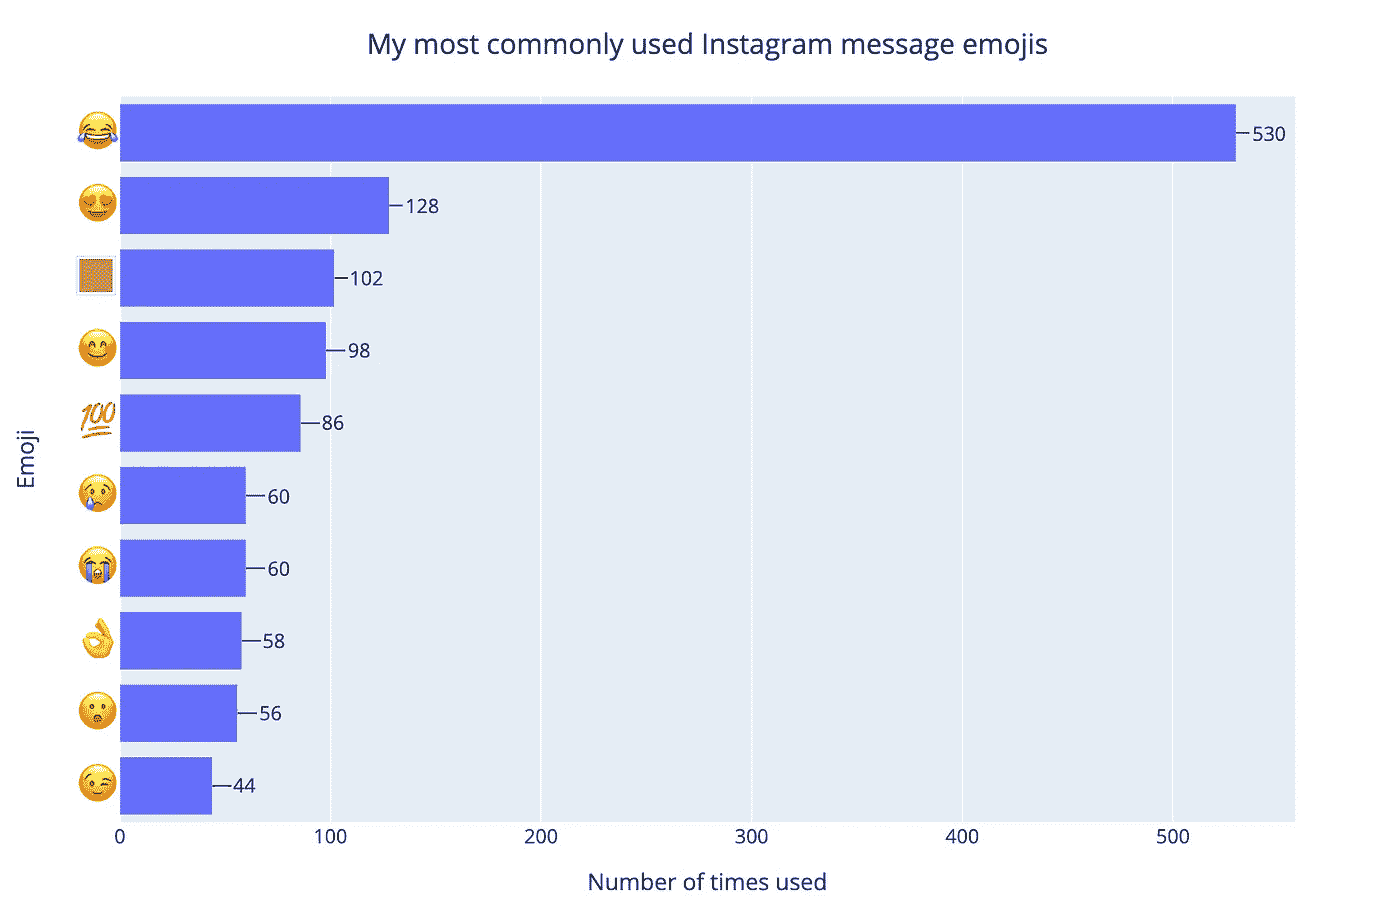 My most commonly used Instagram message emojis
Emoji
😂 530
😍 128
102
😊 98
💯 86
😢 60
😭 60
👌 58
😮 56
😉 44
0 100 200 300 400 500
Number of times used